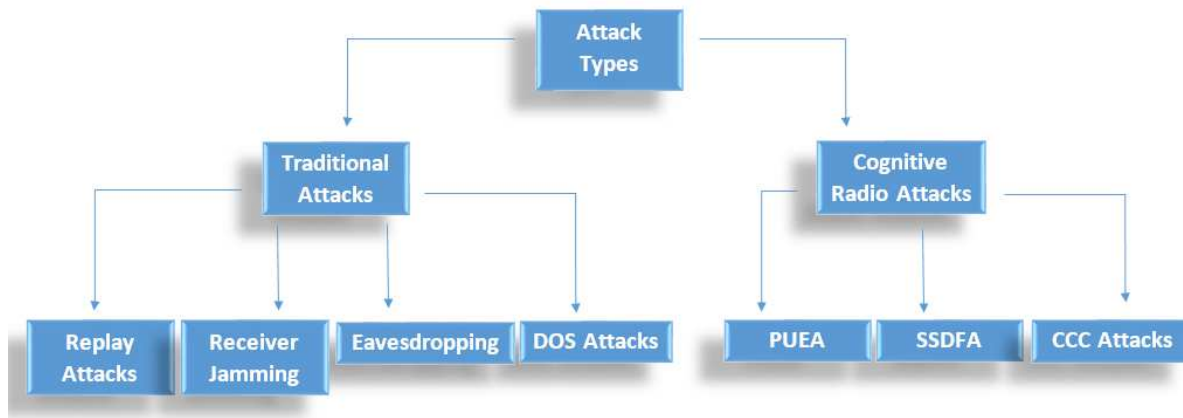 Attack
Types
Traditional
Attacks
Cognitive
Radio Attacks
Replay
Attacks
Receiver
Jamming
Eavesdropping
DOS Attacks
PUEA
SSDFA
CCC Attacks